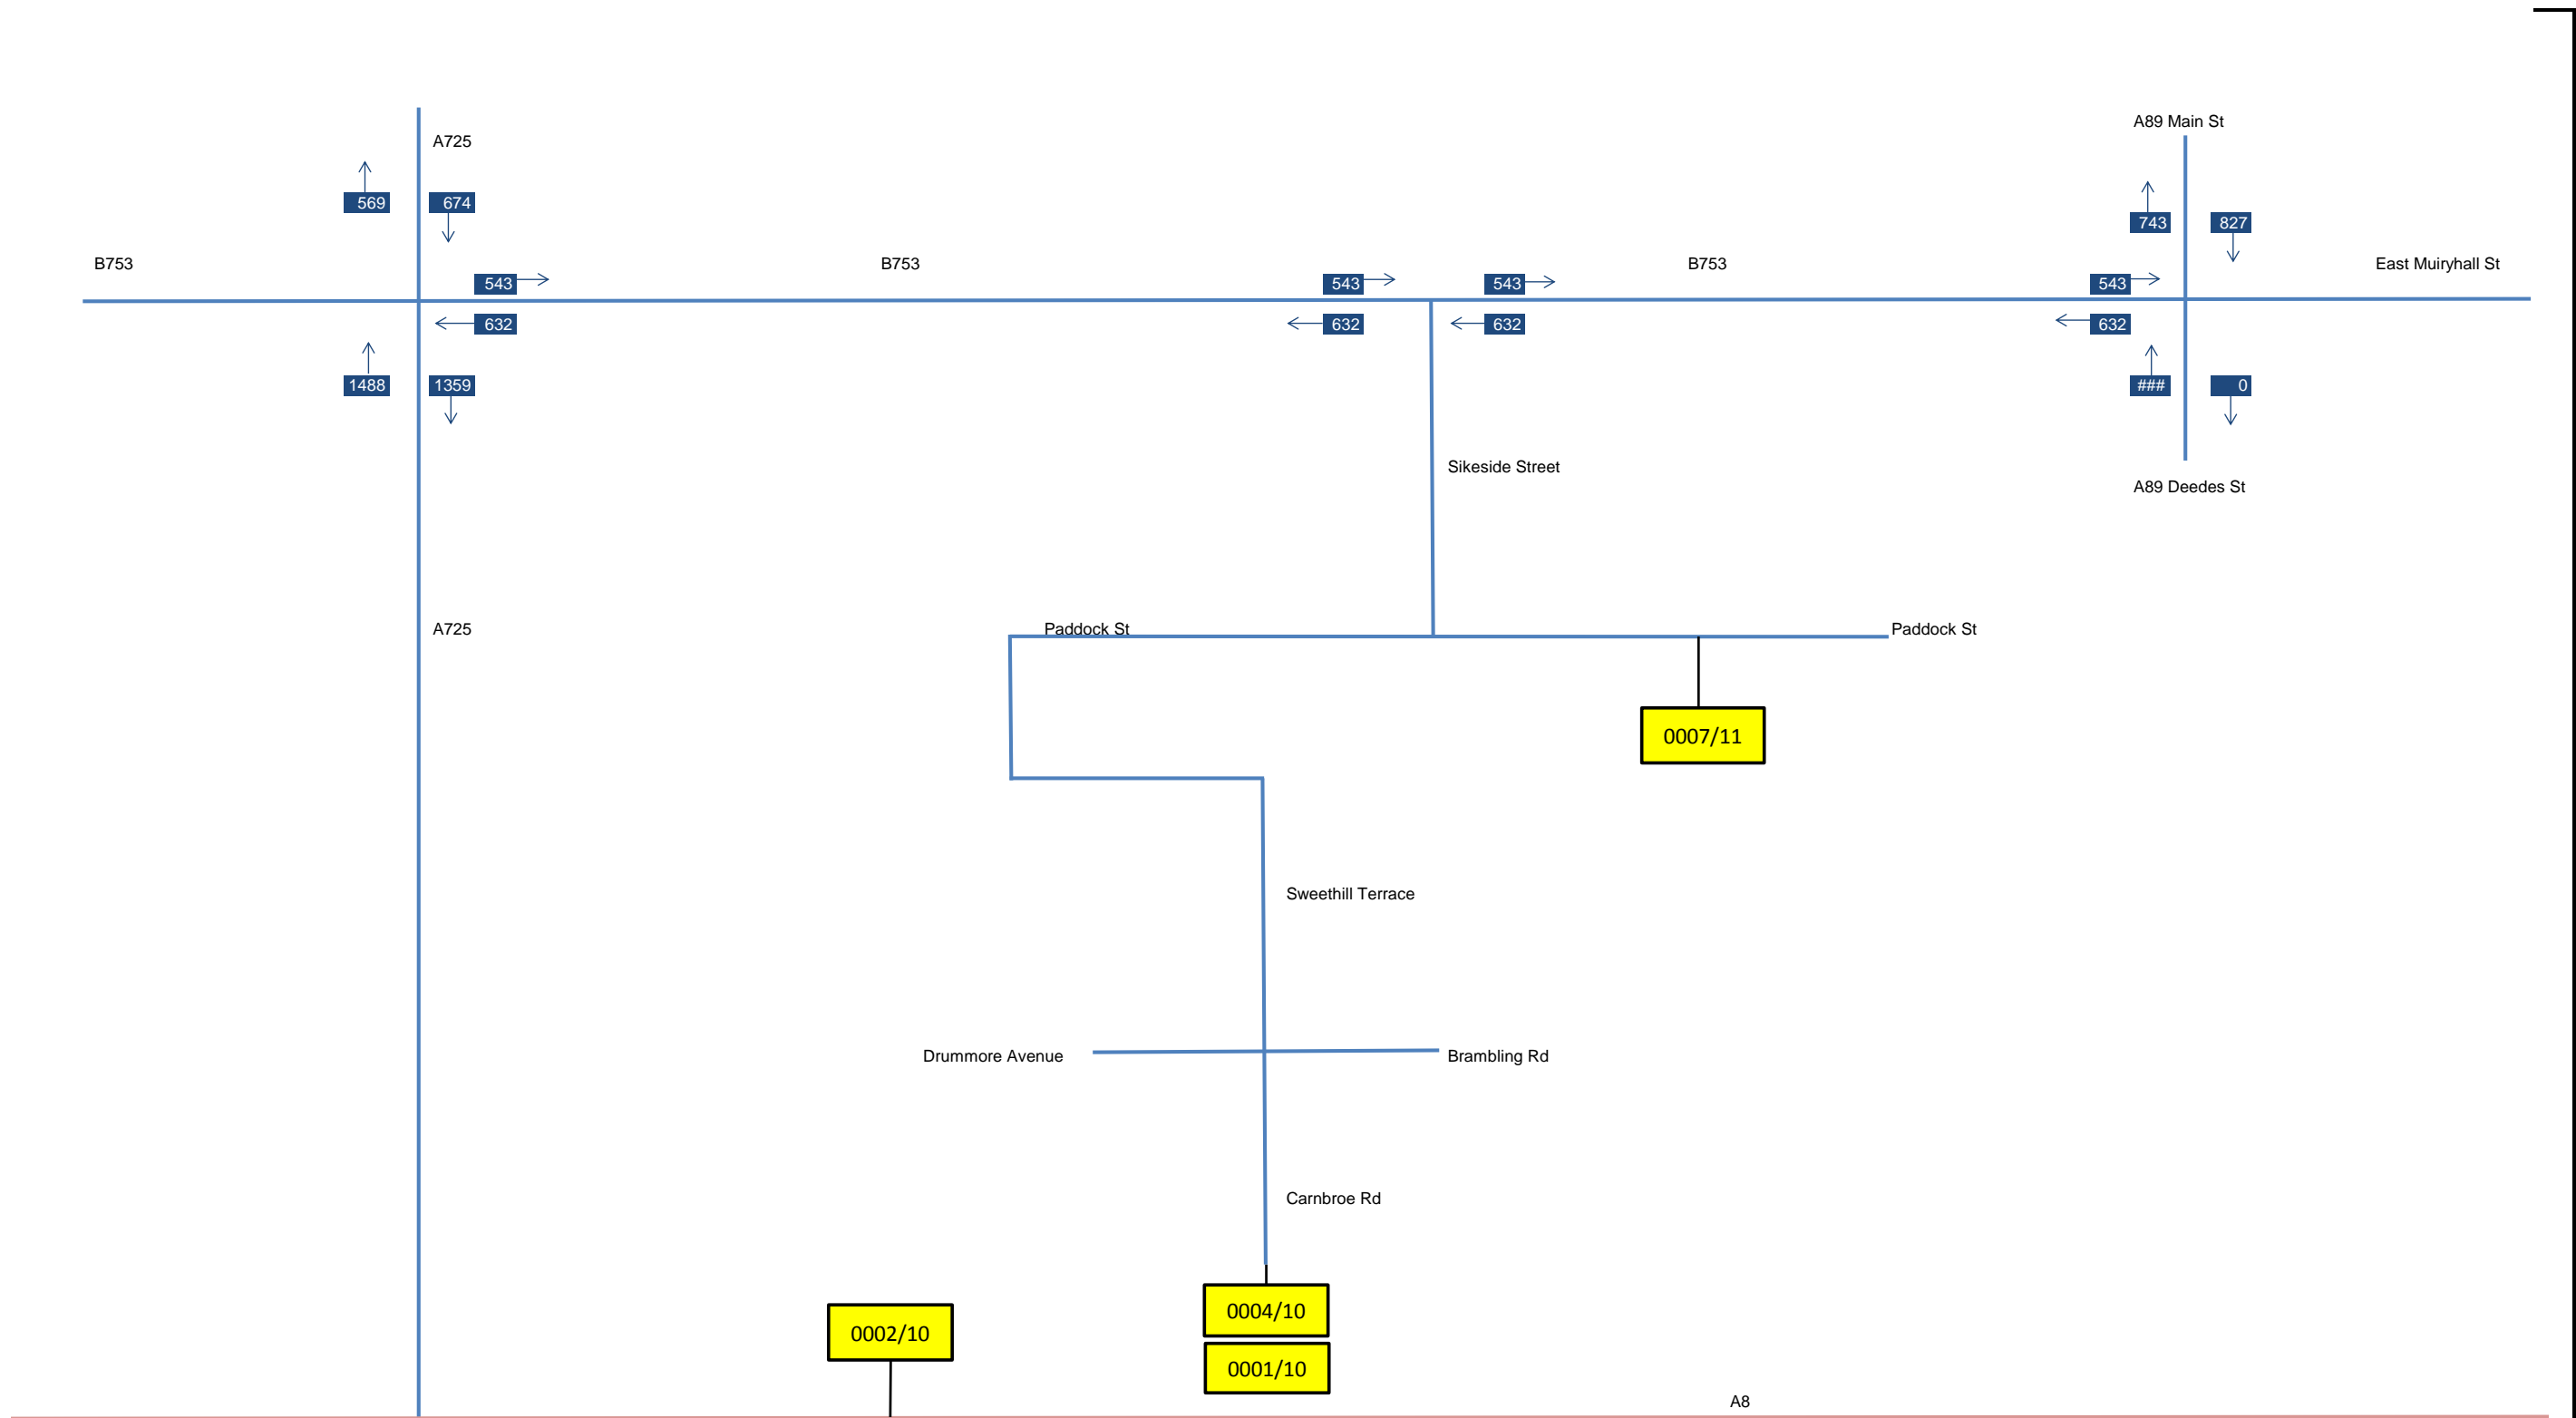 A89 Main St
A725
569
674
743
827
B753
B753
B753
East Muiryhall St
543
543
543
543
632
632
632
632
1488
1359
###
0
Sikeside Street
A89 Deedes St
A725
Paddock St
Paddock St
0007/11
Sweethill Terrace
Drummore Avenue
Brambling Rd
Carnbroe Rd
0004/10
0002/10
0001/10
A8